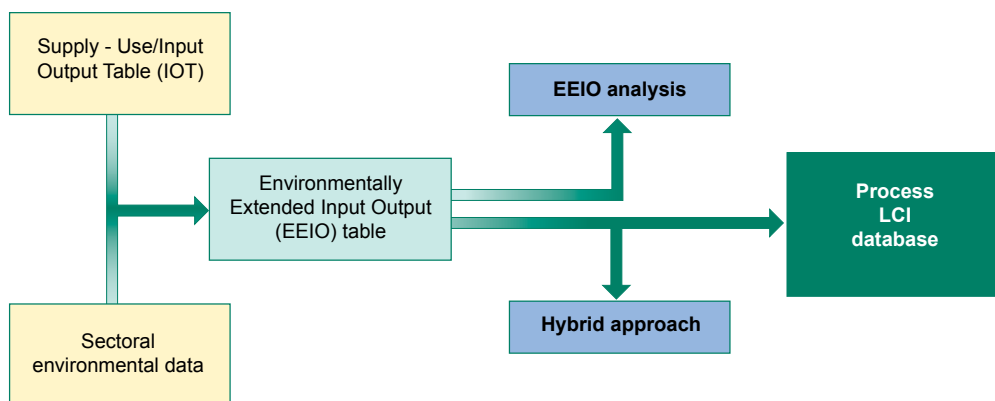 Supply - Use/Input
Output Table (IOT)
EEIO analysis
Environmentally
Extended Input Output
(EEIO) table
Process
LCI
database
Hybrid approach
Sectoral
environmental data